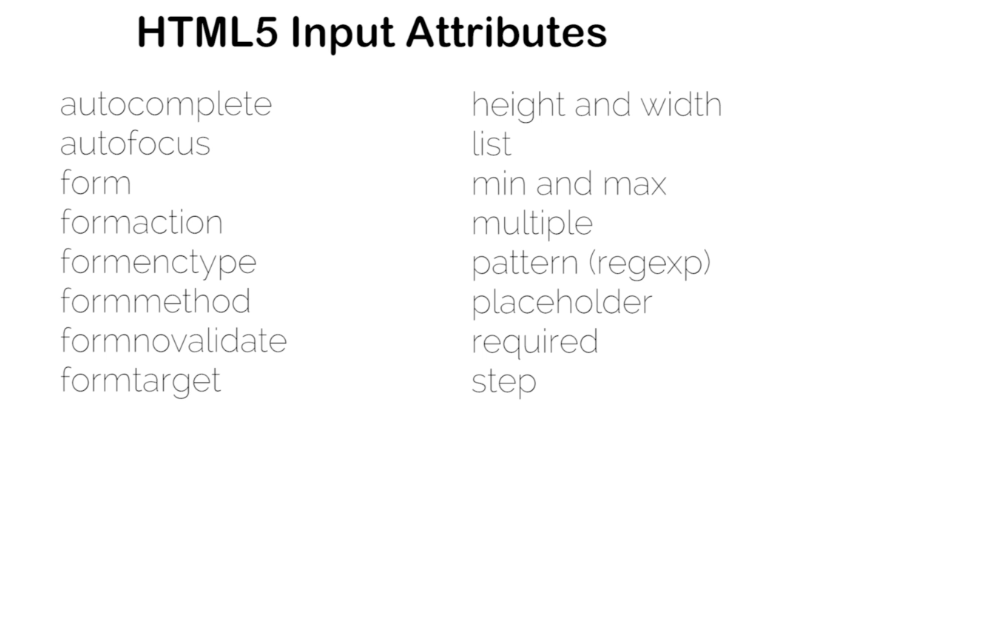 HTML5 Input Attributes
autocomplete
autofocus
form
formaction
formenctype
formmethod
formnovalidate
formtarget
height and width
list
min and max
multiple
pattern (regexp)
placeholder
required
step